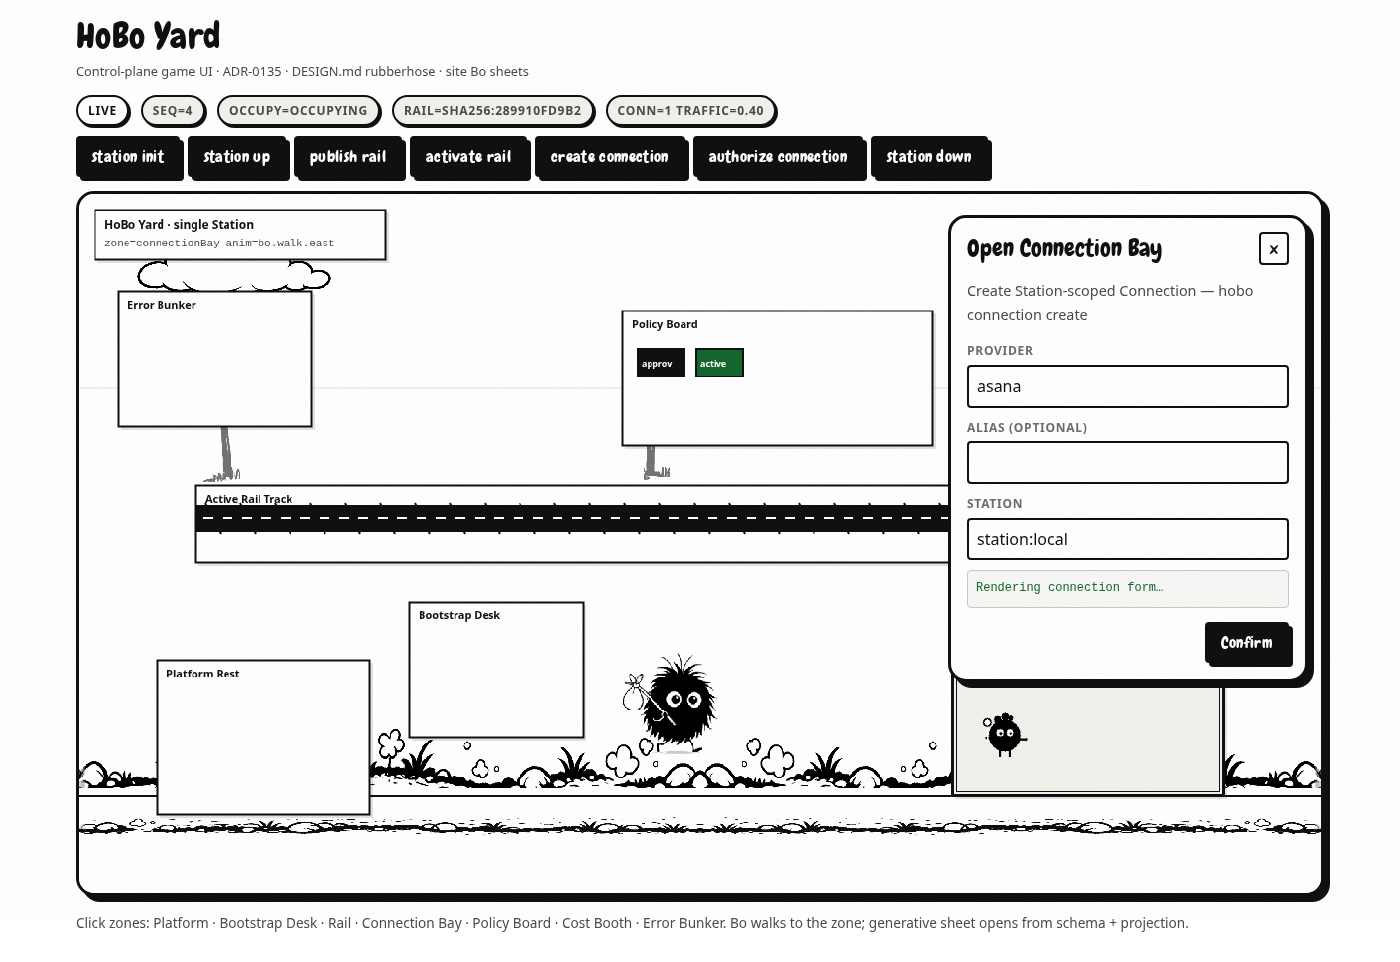 HoBo Yard
Control-plane game UI · ADR-0135 · DESIGN.md rubberhose · site Bo sheets
LIVE
SEQ=4
OCCUPY=OCCUPYING
RAIL=SHA256:289910FD9B2
CONN=1 TRAFFIC=0.40
station init
station up
publish rail
activate rail
create connection
authorize connection
station down
HoBo Yard · single Station
zone=connectionBay anim=bo.walk.east
Error Bunker
Policy Board
approv
active
Active Rail Track
Bootstrap Desk
Platform Rest
Open Connection Bay
x
Create Station-scoped Connection — hobo
connection create
PROVIDER
asana
ALIAS (OPTIONAL)
STATION
station:local
Rendering connection form…
Confirm
Click zones: Platform · Bootstrap Desk · Rail · Connection Bay · Policy Board · Cost Booth · Error Bunker. Bo walks to the zone; generative sheet opens from schema + projection.